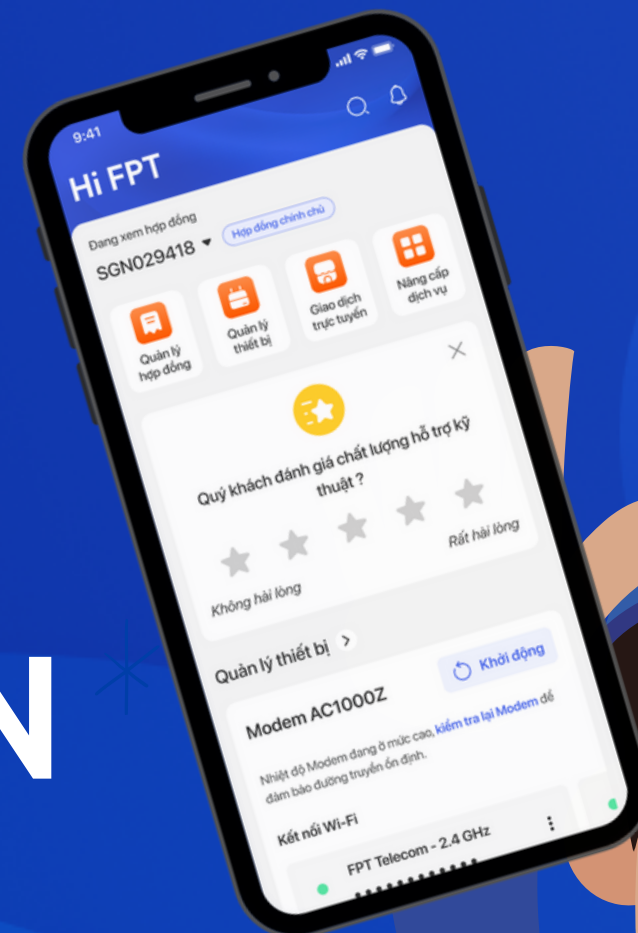 9:41
Hi FPT
Đang xem hợp đồng
SGN029418
Hợp đồng chính chủ
Quản lý
hợp đồng
Quản lý
thiết bị
Giao dịch
trực tuyến
Nâng cấp
dịch vụ
Quý khách đánh giá chất lượng hỗ trợ kỹ
thuật ?
Không hài lòng
Rất hài lòng
Quản lý thiết bị
Modem AC1000Z
Khởi động
Nhiệt độ Modem đang ở mức cao, kiểm tra lại Modem để
đảm bảo đường truyền ổn định.
Kết nối Wi-Fi
FPT Telecom - 2.4 GHz
N